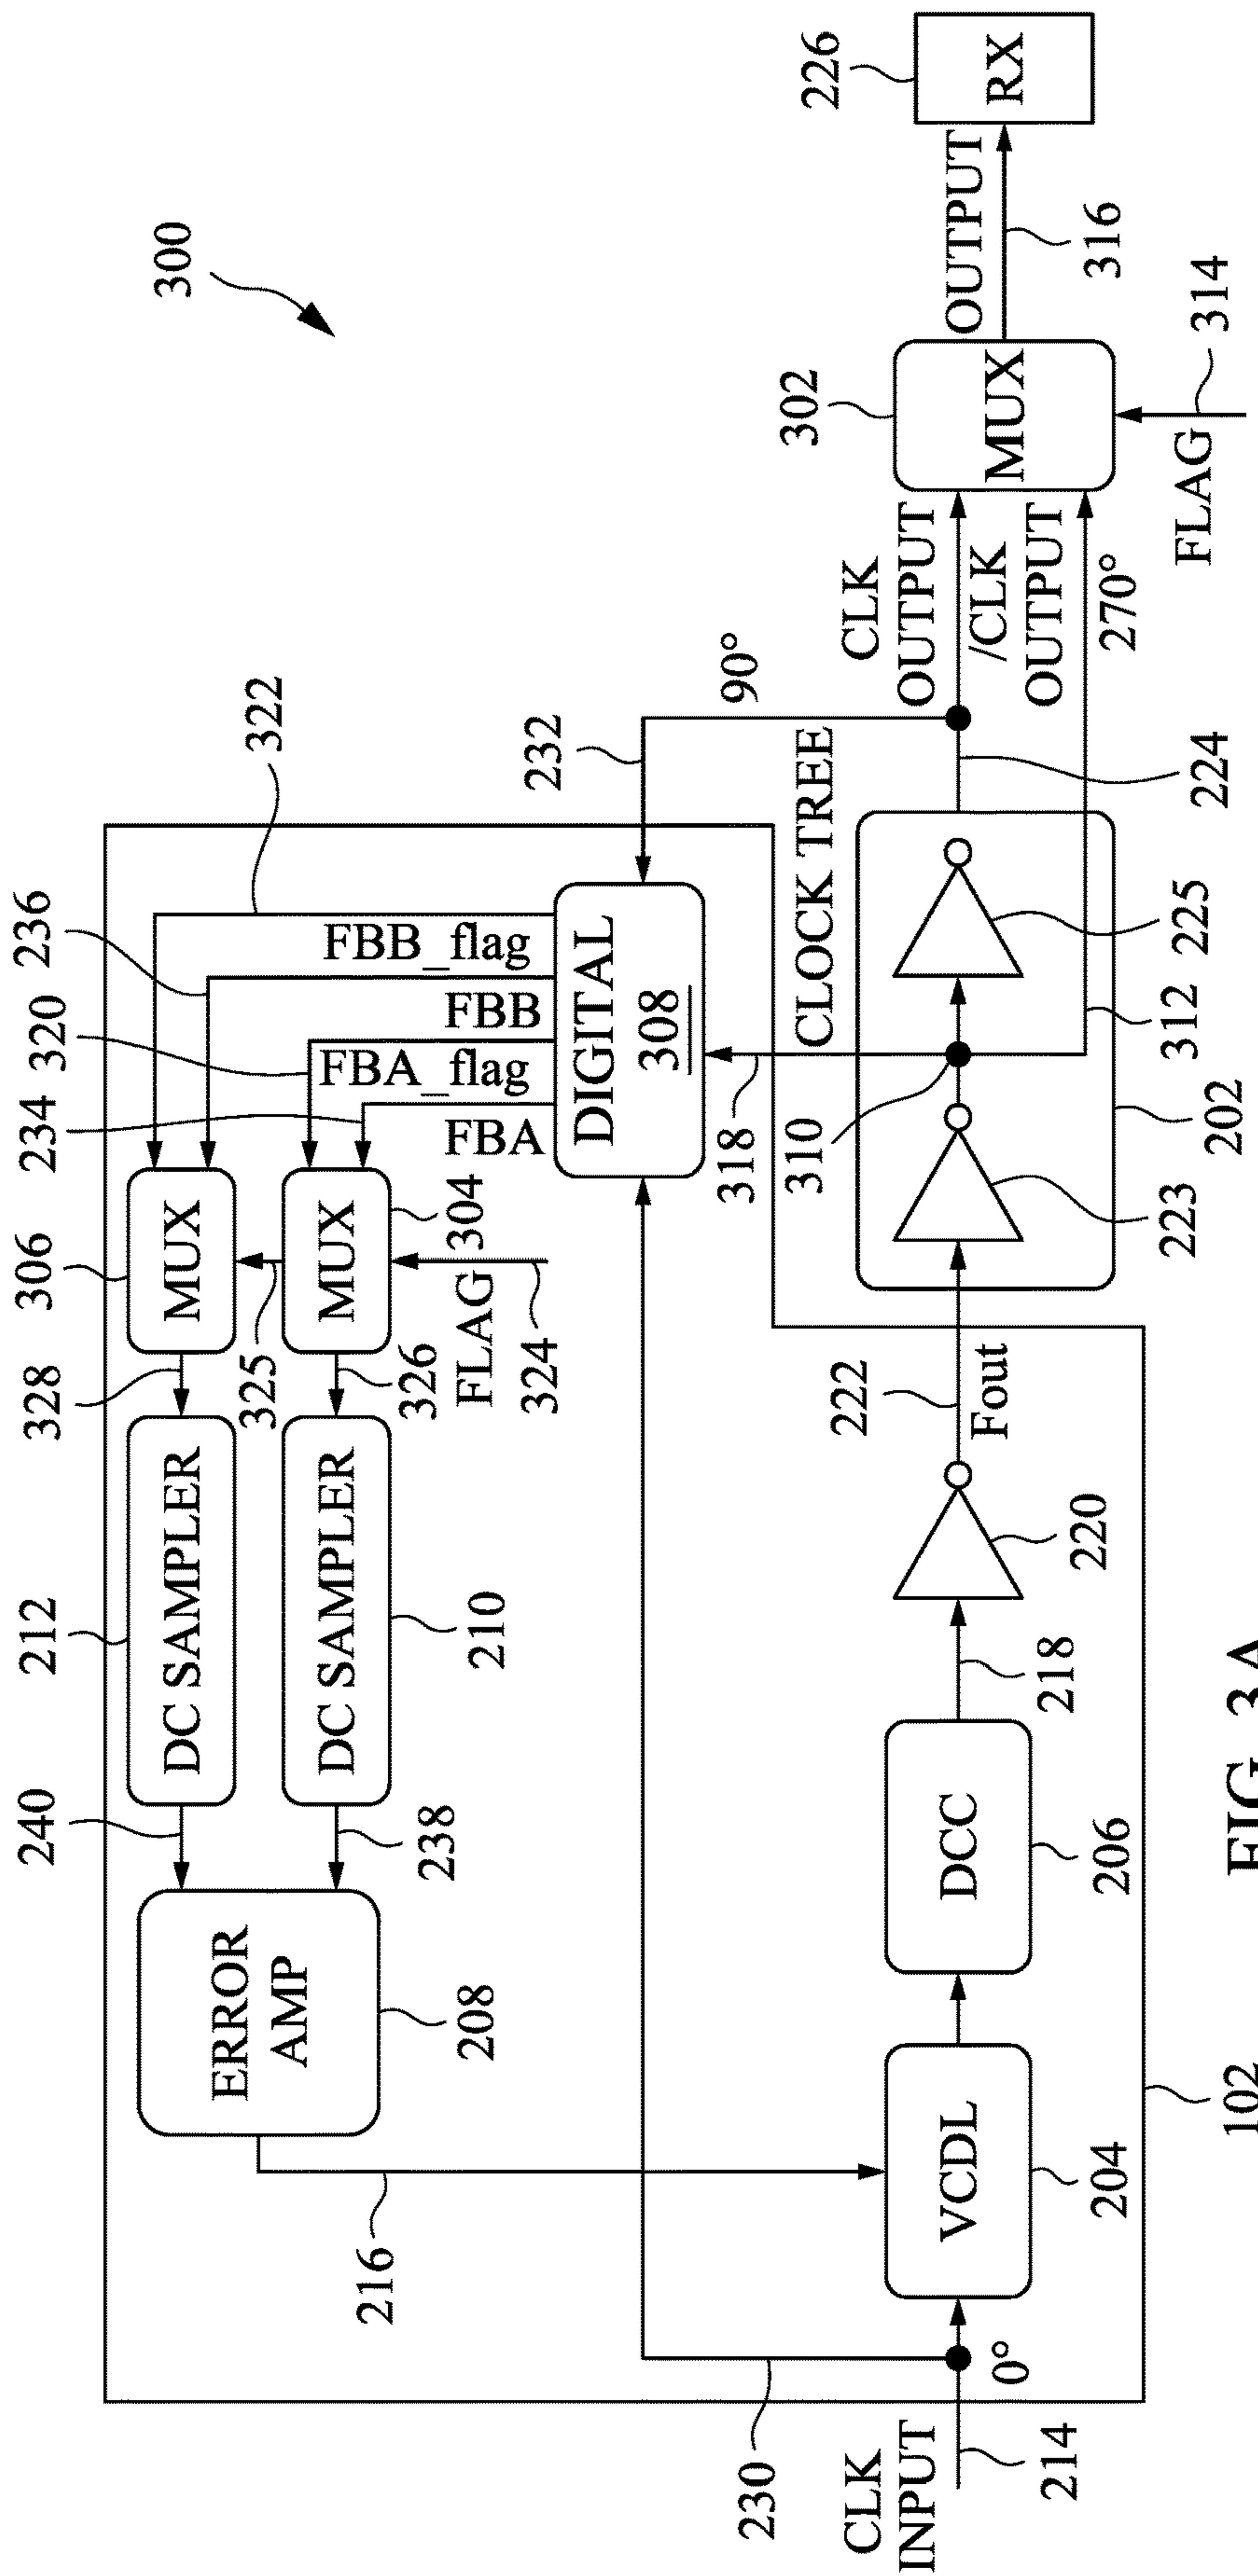 300
306
320
236
322
234
328
325
326
FLAG
324
304
MUX
MUX
FBB_flag
FBB
FBA_flag
FBA
212
210
DC SAMPLER
DC SAMPLER
240
238
ERROR
AMP
208
216
DIGITAL
308
232
90°
318
310
CLOCK TREE
230
CLK
INPUT
214
0°
VCDL
204
DCC
206
218
220
222
Fout
223
225
202
312
224
CLK
OUTPUT
/CLK
OUTPUT
270°
302
MUX
FLAG
314
OUTPUT
316
226
RX
102
FIG. 3A